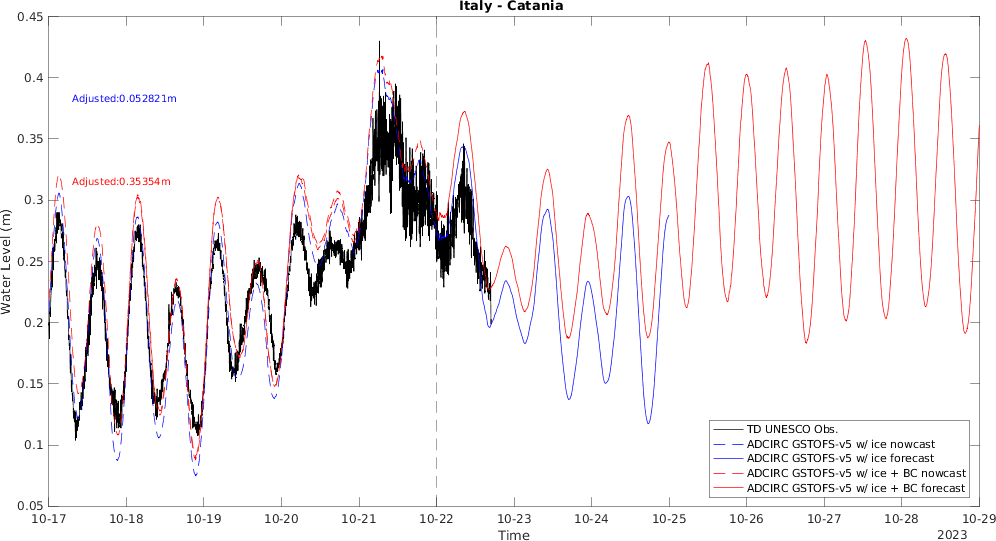 Italy - Catania
0.45
0.4
0.35
0.3
0.25
0.2
0.15
0.1
0.05
Water Level (m)
Adjusted:0.052821m
Adjusted:0.35354m
TD UNESCO Obs.
ADCIRC GSTOFS-v5 w/ ice nowcast
ADCIRC GSTOFS-v5 w/ ice forecast
ADCIRC GSTOFS-v5 w/ ice + BC nowcast
ADCIRC GSTOFS-v5 w/ ice + BC forecast
10-17 10-18 10-19 10-20 10-21 10-22 10-23 10-24 10-25 10-26 10-27 10-28 10-29
Time
2023